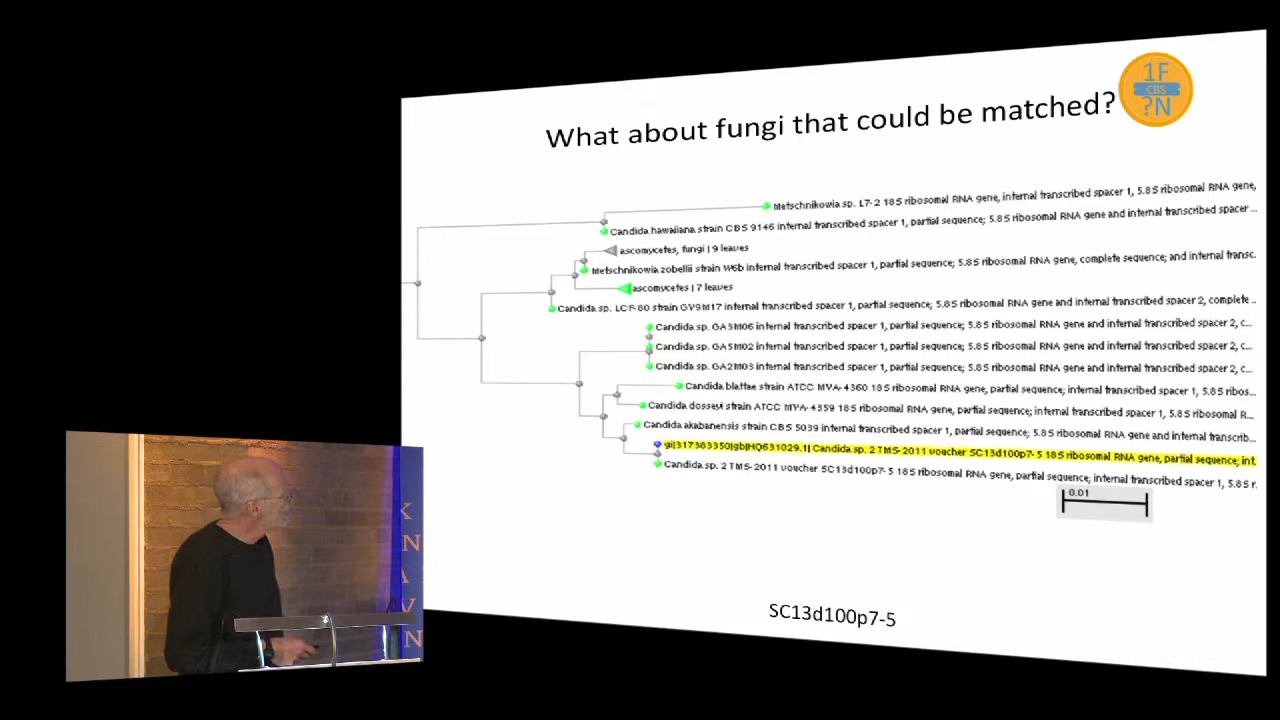 1F
CBS
?N
What about fungi that could be matched?
Metschnikowia sp. L7-2 18S ribosomal RNA gene, internal transcribed spacer 1, 5.8S ribosomal RNA gene,
Candida hawaiiana strain CBS 9146 internal transcribed spacer 1, partial sequence; 5.8S ribosomal RNA gene and internal transcribed spacer ...
ascomycetes, fungi | 9 leaves
Metschnikowia zobellii strain W6b internal transcribed spacer 1, partial sequence; 5.8S ribosomal RNA gene, complete sequence; and internal transc.
ascomycetes | 7 leaves
Candida sp. LCF-80 strain GY9M17 internal transcribed spacer 1, partial sequence; 5.8S ribosomal RNA gene and internal transcribed spacer 2, complete ..
Candida sp. GA3M06 internal transcribed spacer 1, partial sequence; 5.8S ribosomal RNA gene and internal transcribed spacer 2, c...
Candida sp. GA5M02 internal transcribed spacer 1, partial sequence; 5.8S ribosomal RNA gene and internal transcribed spacer 2, c...
Candida sp. GA2M03 internal transcribed spacer 1, partial sequence; 5.8S ribosomal RNA gene and internal transcribed spacer 2, c...
Candida blattae strain ATCC MYA-4360 18S ribosomal RNA gene, partial sequence; internal transcribed spacer 1, 5.8S ribos...
Candida dosseyi strain ATCC MYA-4359 18S ribosomal RNA gene, partial sequence; internal transcribed spacer 1, 5.8S R...
Candida akabanensis strain CBS 5039 internal transcribed spacer 1, partial sequence; 5.8S ribosomal RNA gene and internal transcrib...
gi|317383350|gb|HQ631029.1| Candida sp. 2 TMS-2011 voucher SC13d100p7-5 18S ribosomal RNA gene, partial sequence; int.
Candida sp. 2 TMS-2011 voucher SC13d100p7-5 18S ribosomal RNA gene, partial sequence; internal transcribed spacer 1, 5.8S r.
0.01
SC13d100p7-5
K
N
A
W
N